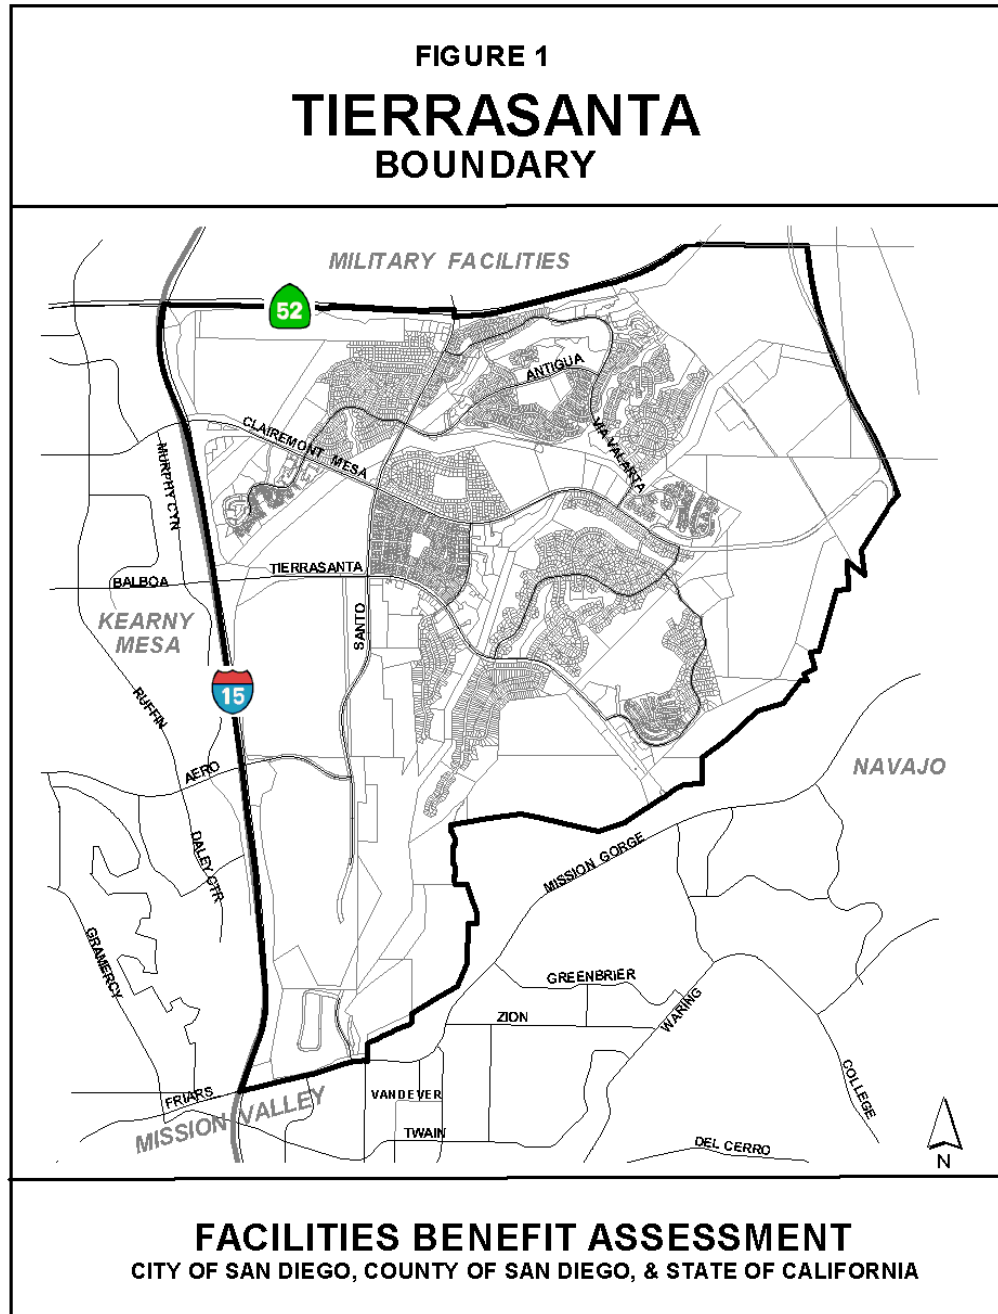 FIGURE 1
TIERRASANTA
BOUNDARY
MILITARY FACILITIES
52
ANTIGUA
CLAIREMONT MESA
VIA VALARTA
MURPHY CYN
TIERRASANTA
BALBOA
SANTO
KEARNY
MESA
15
RUFFIN
AERO
NAVAJO
DALEY CTR
MISSION GORGE
GRAMERCY
GREENBRIER
WARING
ZION
COLLEGE
FRIARS
VANDEVER
MISSION VALLEY
TWAIN
DEL CERRO
N
FACILITIES BENEFIT ASSESSMENT
CITY OF SAN DIEGO, COUNTY OF SAN DIEGO, & STATE OF CALIFORNIA